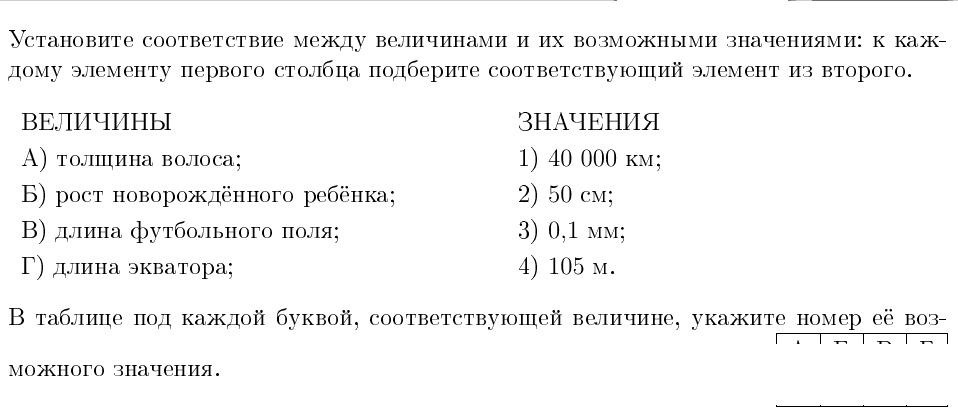 Установите соответствие между величинами и их возможными значениями: к каж-
дому элементу первого столбца подберите соответствующий элемент из второго.
ВЕЛИЧИНЫ
ЗНАЧЕНИЯ
А) толщина волоса;
1) 40 000 км;
Б) рост новорождённого ребёнка;
2) 50 см;
В) длина футбольного поля;
3) 0,1 мм;
Г) длина экватора;
4) 105 м.
В таблице под каждой буквой, соответствующей величине, укажите номер её воз-
можного значения.